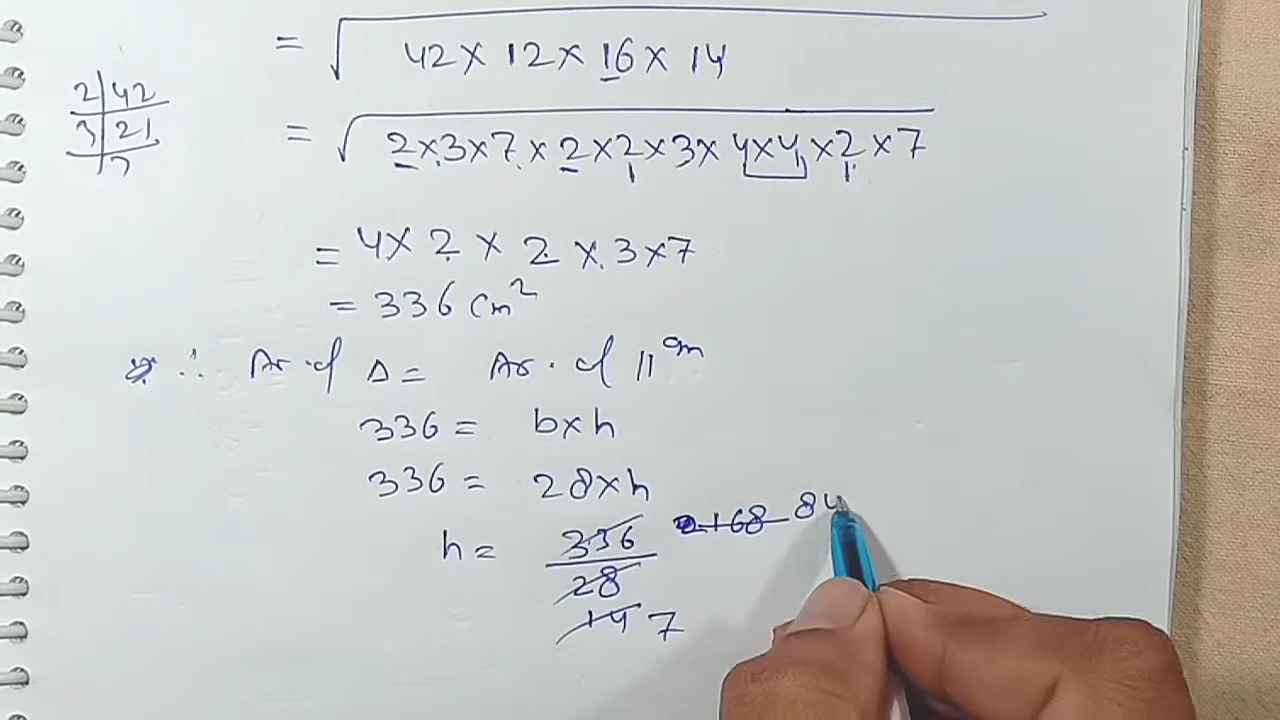 = √42 × 12 × 16 × 14
2 | 42
3 | 21
7
= √2 × 3 × 7 × 2 × 2 × 3 × 4 × 4 × 2 × 7
= 4 × 2 × 2 × 3 × 7
= 336 cm²
∴ Ar. of Δ = Ar. of 11gm
336 = b × h
336 = 28 × h
h = 336/28 168 84
14 7